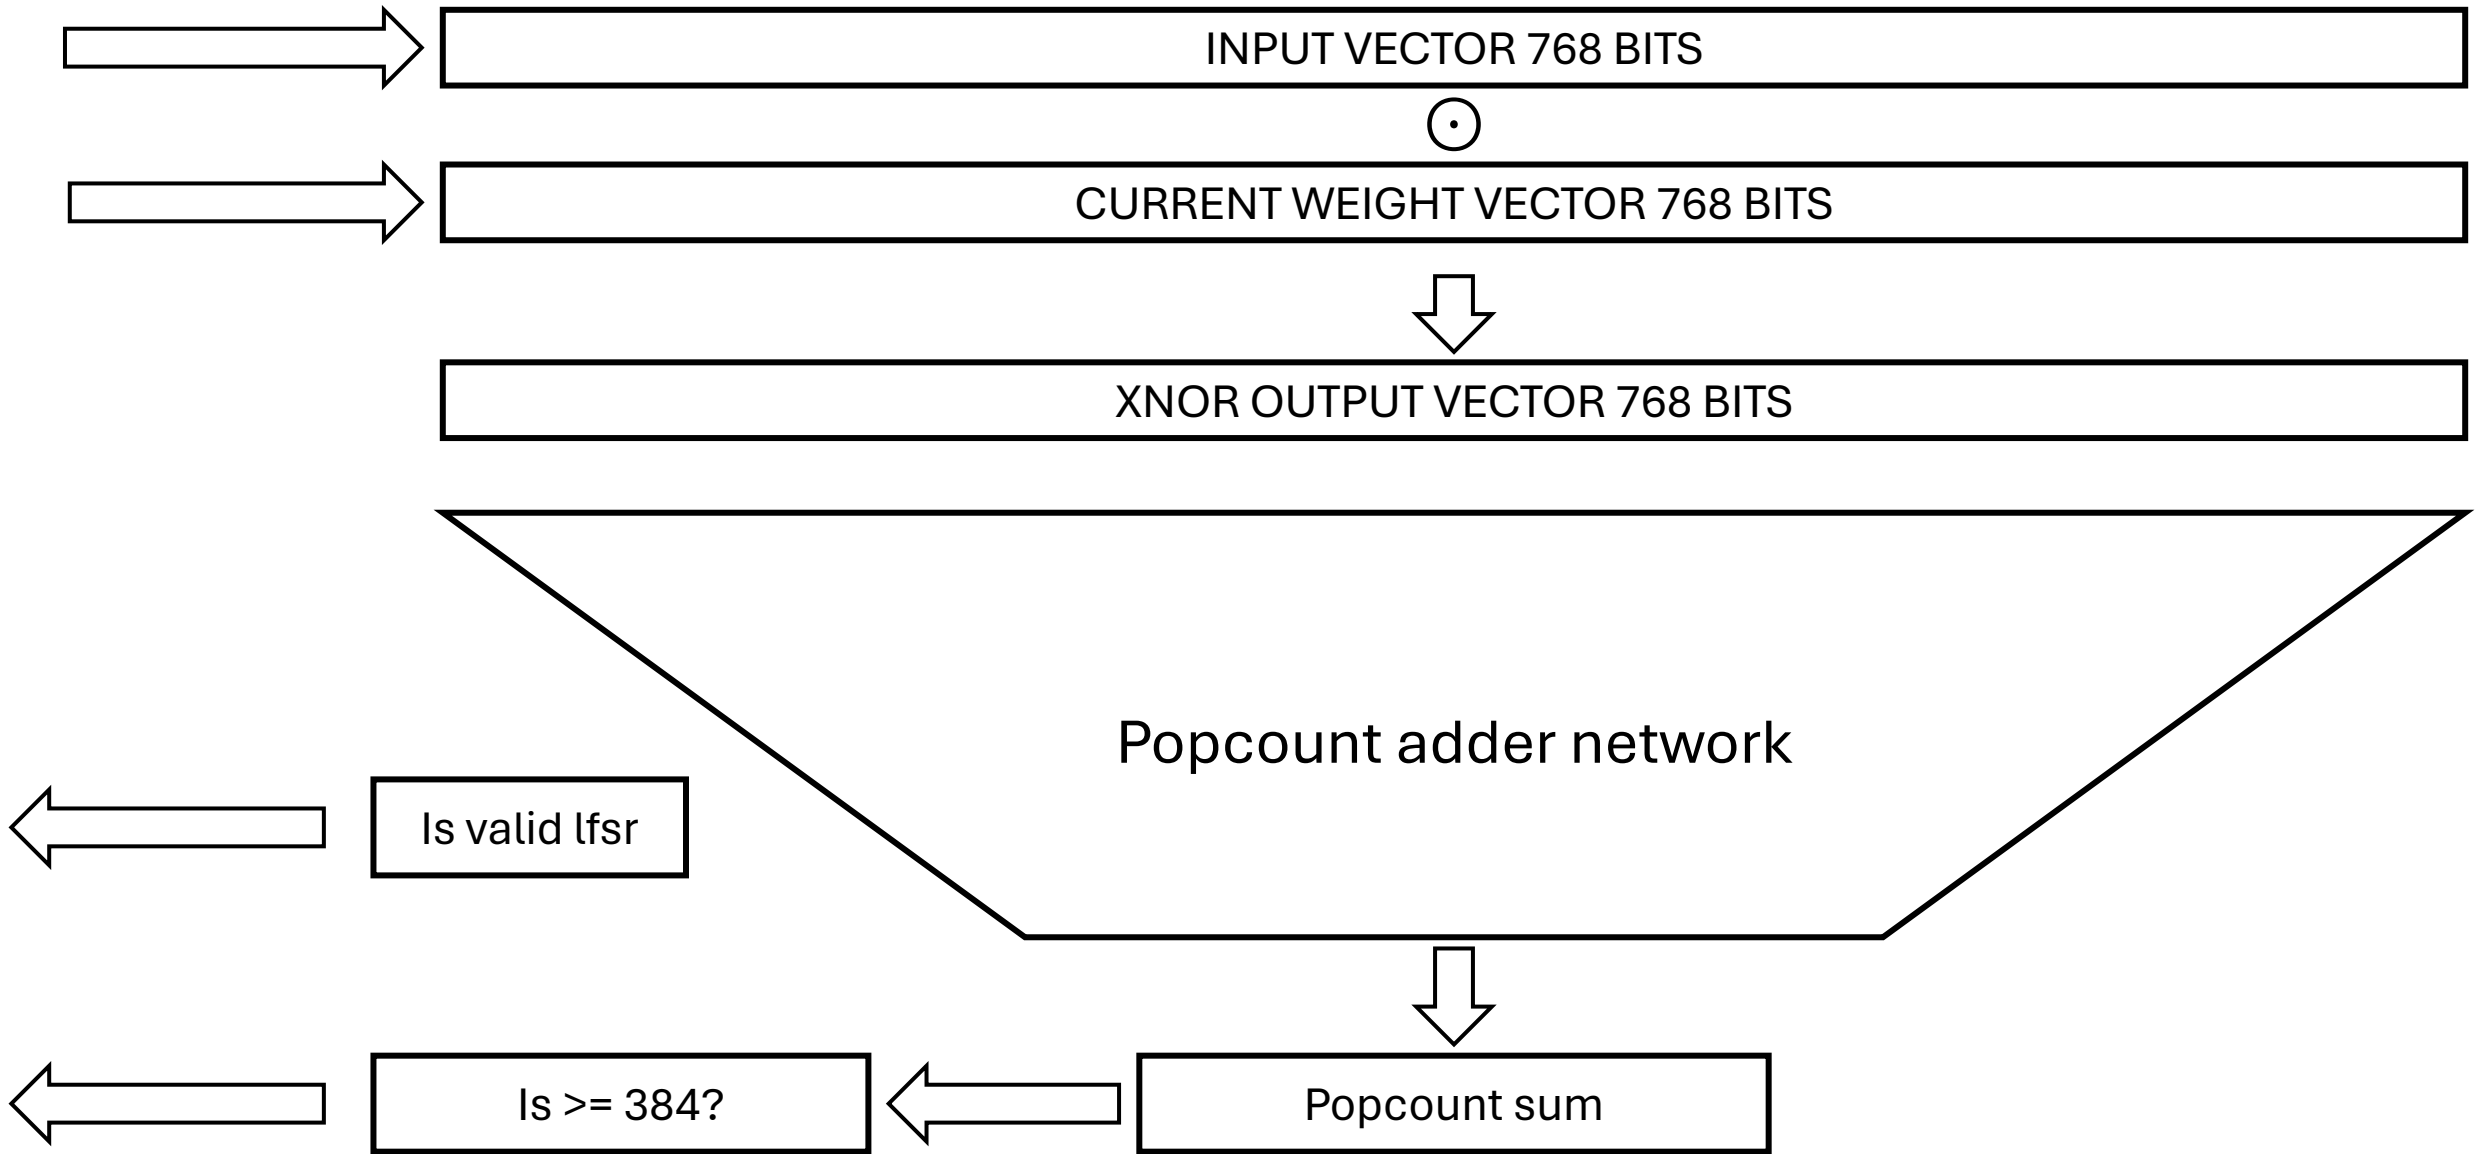 INPUT VECTOR 768 BITS
CURRENT WEIGHT VECTOR 768 BITS
XNOR OUTPUT VECTOR 768 BITS
Popcount adder network
Is valid lfsr
Is >= 384?
Popcount sum